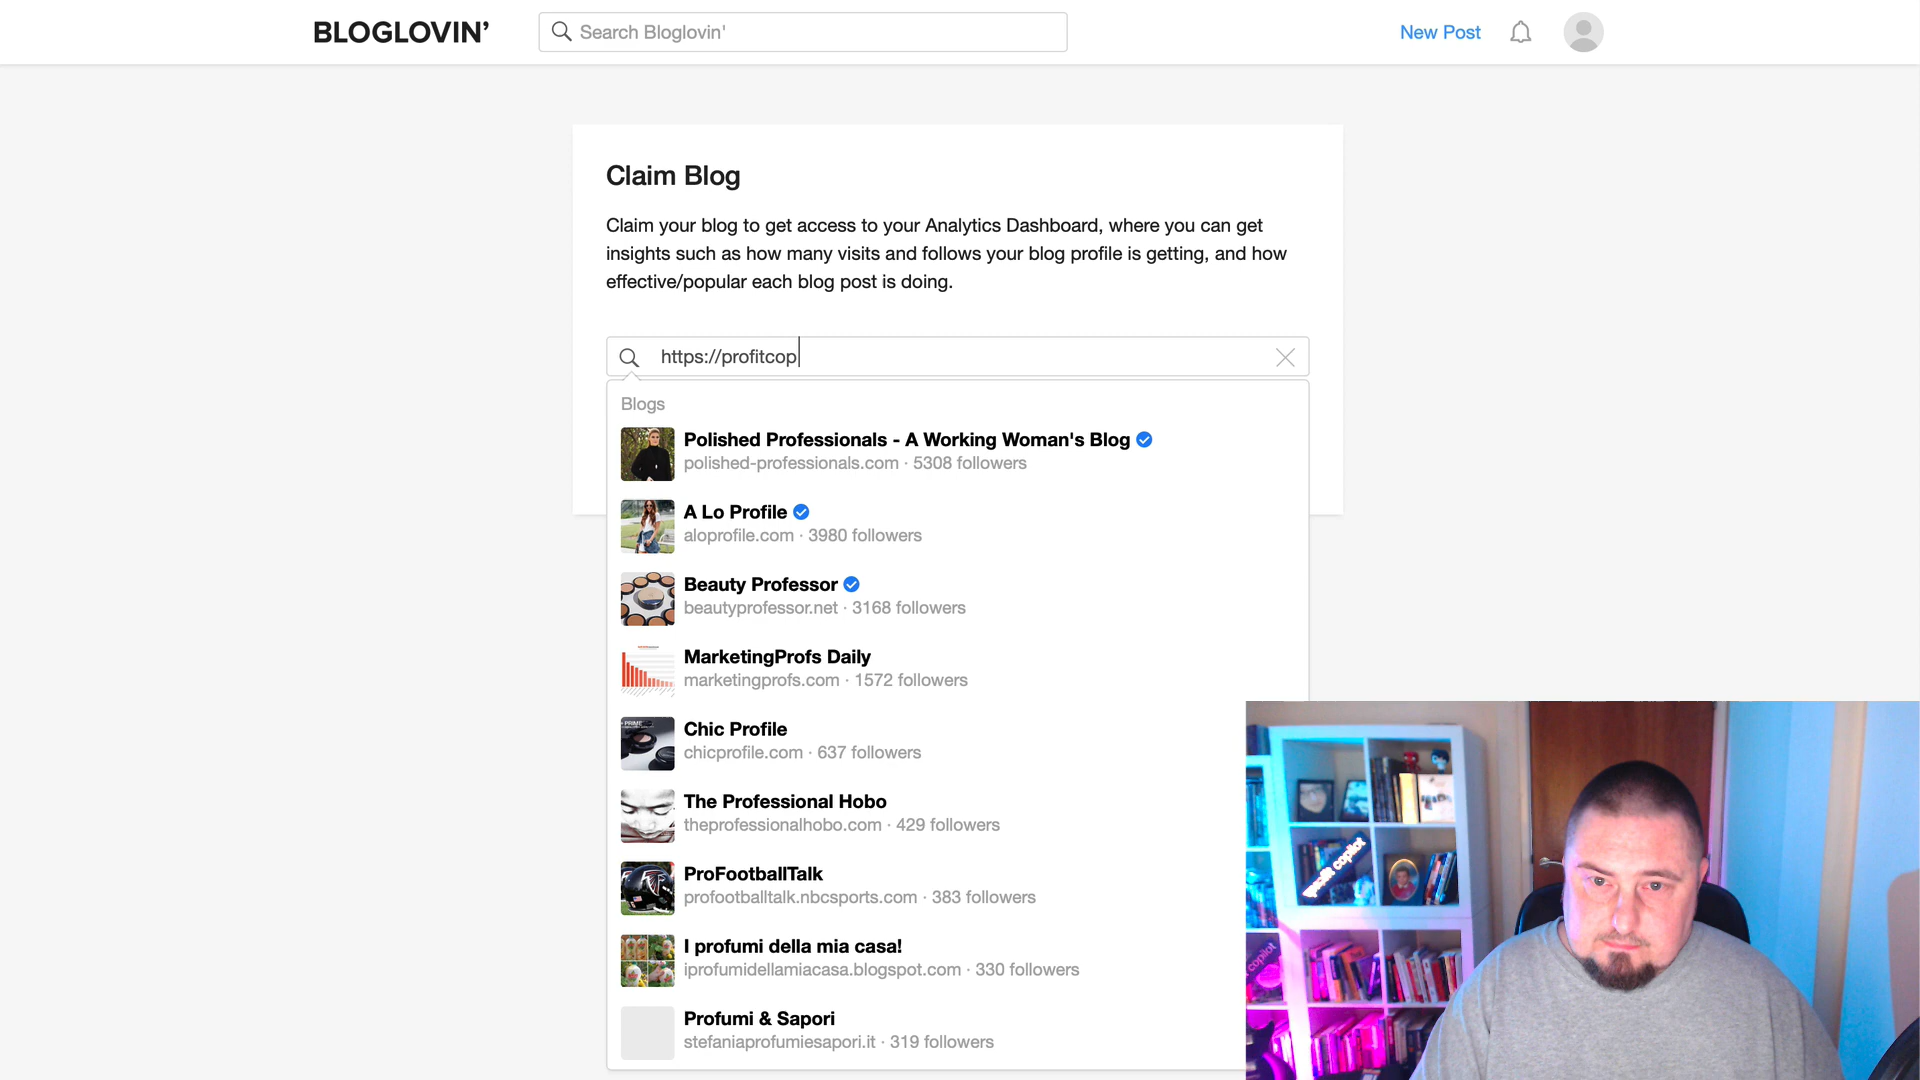 BLOGLOVIN’
Search Bloglovin'
New Post
Claim Blog
Claim your blog to get access to your Analytics Dashboard, where you can get
insights such as how many visits and follows your blog profile is getting, and how
effective/popular each blog post is doing.
https://profitcop
Blogs
Polished Professionals - A Working Woman's Blog
polished-professionals.com · 5308 followers
A Lo Profile
aloprofile.com · 3980 followers
Beauty Professor
beautyprofessor.net · 3168 followers
MarketingProfs Daily
marketingprofs.com · 1572 followers
Chic Profile
chicprofile.com · 637 followers
The Professional Hobo
theprofessionalhobo.com · 429 followers
ProFootballTalk
profootballtalk.nbcsports.com · 383 followers
I profumi della mia casa!
iprofumidellamiacasa.blogspot.com · 330 followers
Profumi & Sapori
stefaniaprofumiesapori.it · 319 followers
profit copilot
copilot